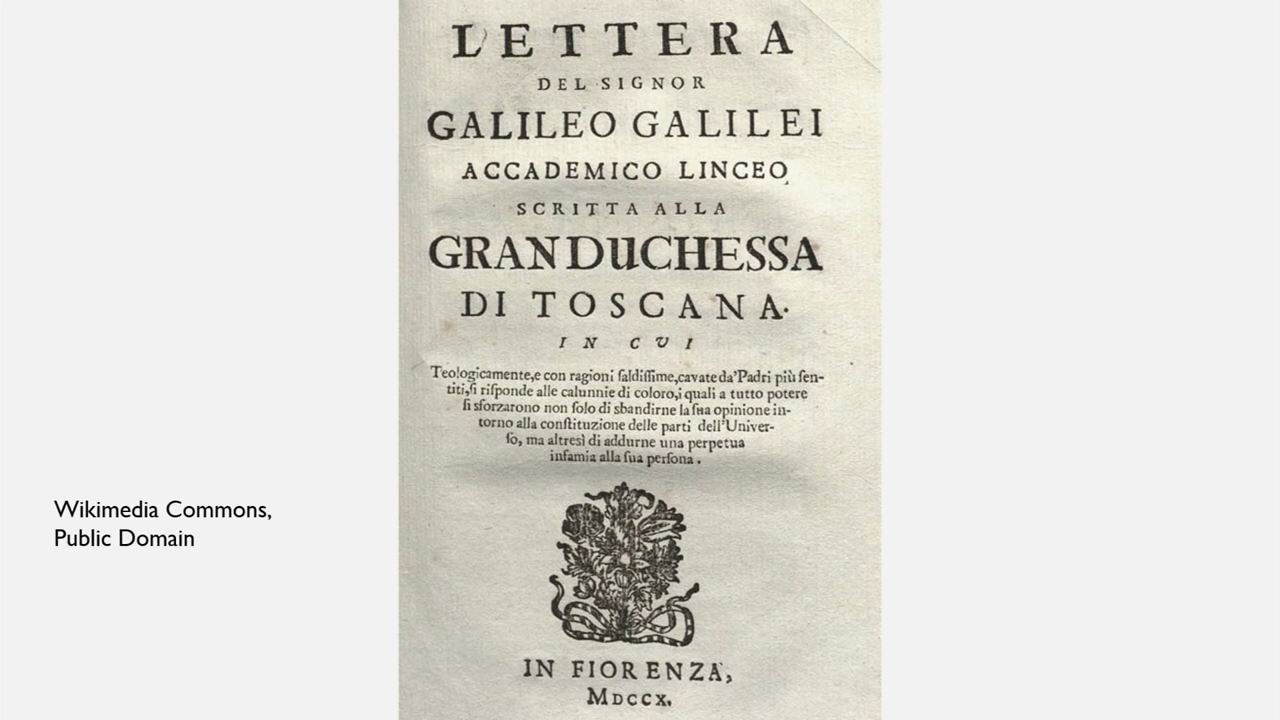 LETTERA
DEL SIGNOR
GALILEO GALILEI
ACCADEMICO LINCEO
SCRITTA ALLA
GRANDUCHESSA
DI TOSCANA.
IN CVI
Teologicamente, e con ragioni ſaldiſſime, cavate da' Padri più ſen-
titi, ſi riſponde alle calunnie di coloro, i quali a tutto potere
ſi sforzarono non ſolo di sbandirne la ſua opinione in-
torno alla conſtituzione delle parti dell'Univer-
ſo, ma altresì di addurne una perpetua
infamia alla ſua perſona.
IN FIORENZA,
MDCCX.
Wikimedia Commons,
Public Domain